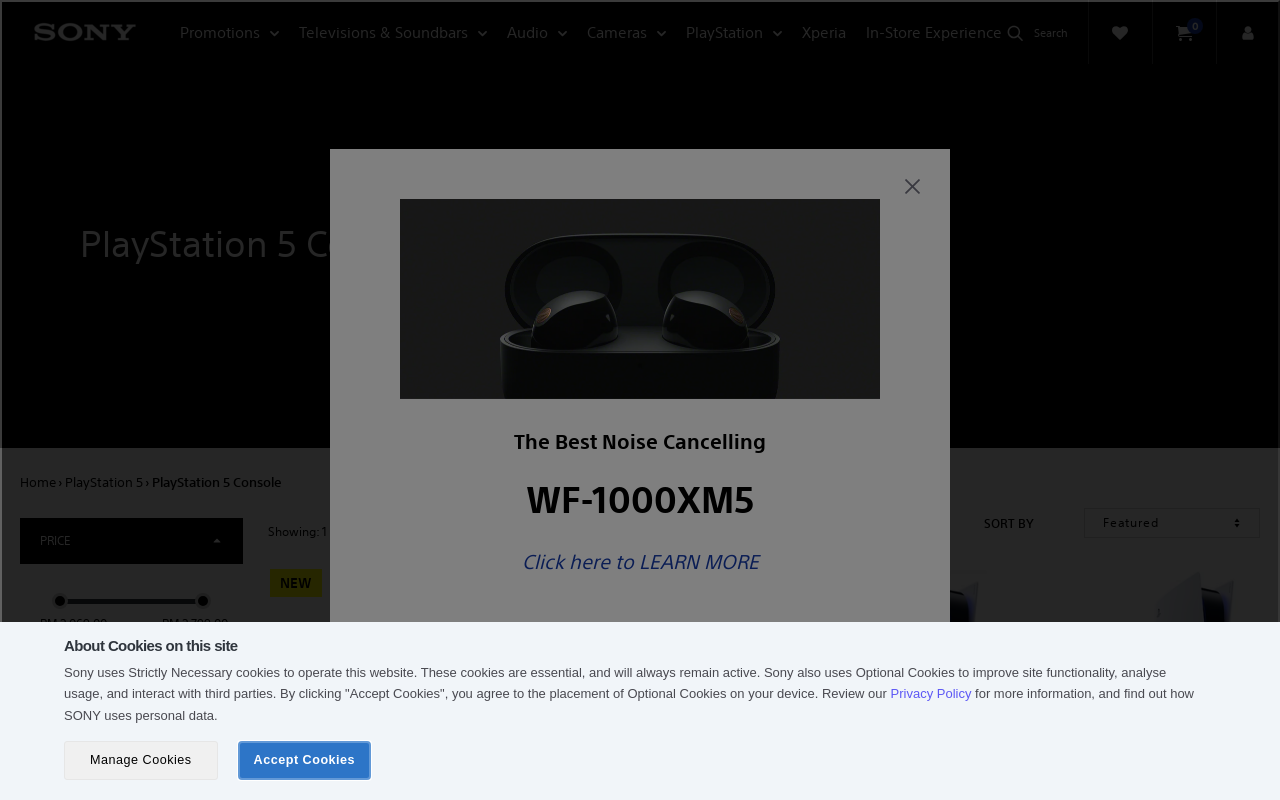 SONY
Promotions
Televisions & Soundbars
Audio
Cameras
PlayStation
Xperia
In-Store Experience
Search
0
PlayStation 5 C
The Best Noise Cancelling
WF-1000XM5
Click here to LEARN MORE
Home › PlayStation 5 › PlayStation 5 Console
PRICE
Showing: 1
SORT BY
Featured
NEW
About Cookies on this site
Sony uses Strictly Necessary cookies to operate this website. These cookies are essential, and will always remain active. Sony also uses Optional Cookies to improve site functionality, analyse
usage, and interact with third parties. By clicking "Accept Cookies", you agree to the placement of Optional Cookies on your device. Review our Privacy Policy for more information, and find out how
SONY uses personal data.
Manage Cookies
Accept Cookies